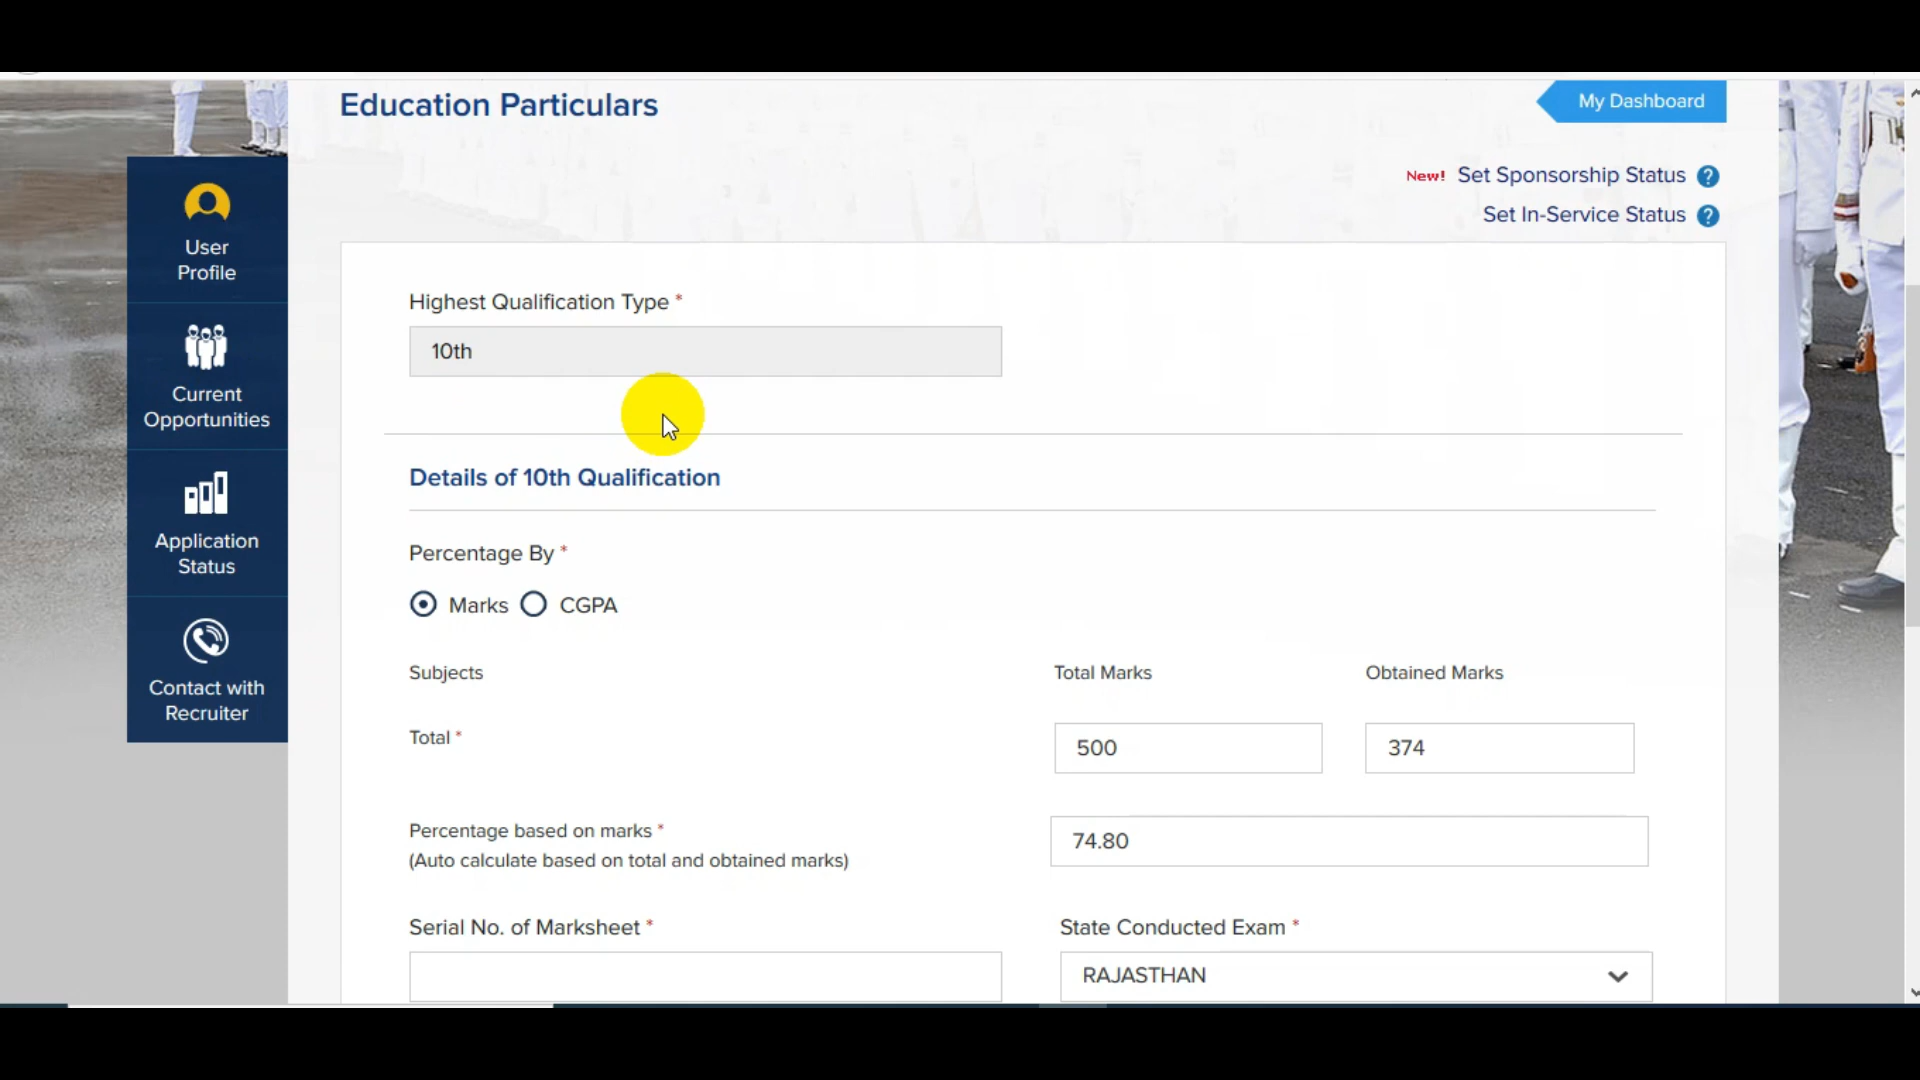 Education Particulars
My Dashboard
New! Set Sponsorship Status ?
Set In-Service Status ?
User
Profile
Current
Opportunities
Application
Status
Contact with
Recruiter
Highest Qualification Type *
10th
Details of 10th Qualification
Percentage By *
Marks CGPA
Subjects Total Marks Obtained Marks
Total * 500 374
Percentage based on marks * 74.80
(Auto calculate based on total and obtained marks)
Serial No. of Marksheet * State Conducted Exam *
RAJASTHAN